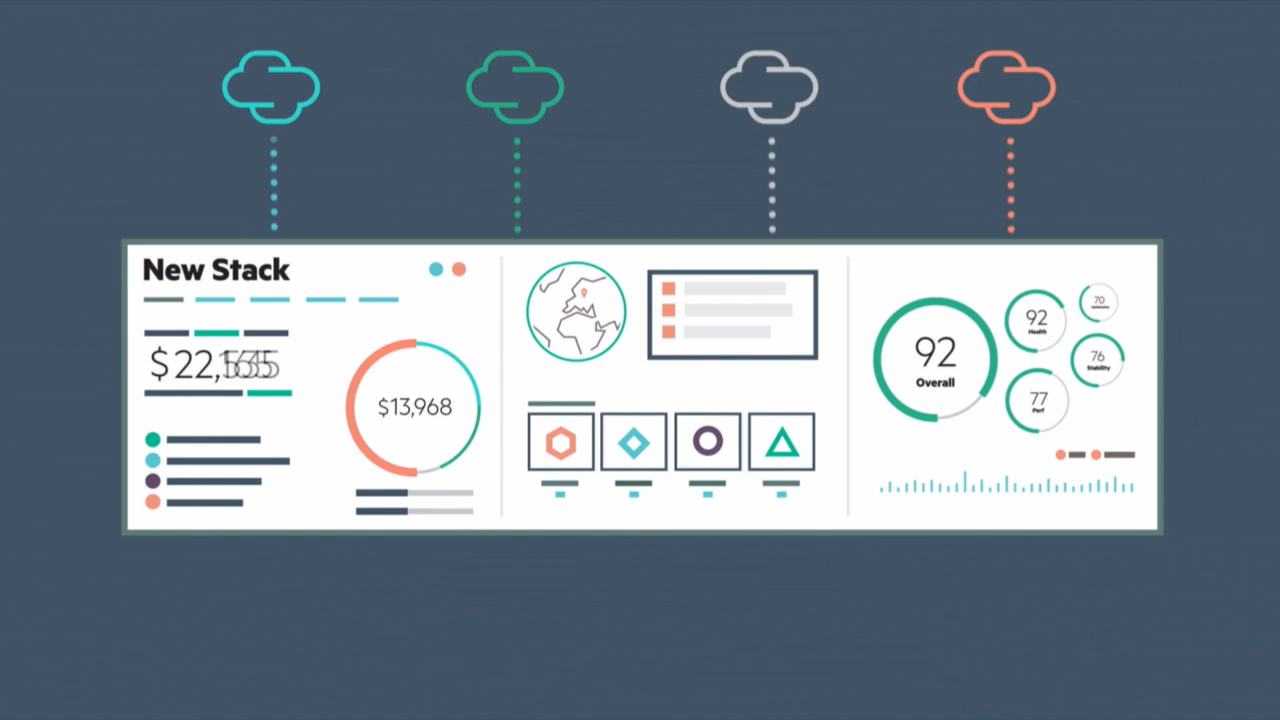 New Stack
$13,968
92
Overall
92
Health
70
76
Stability
77
Perf